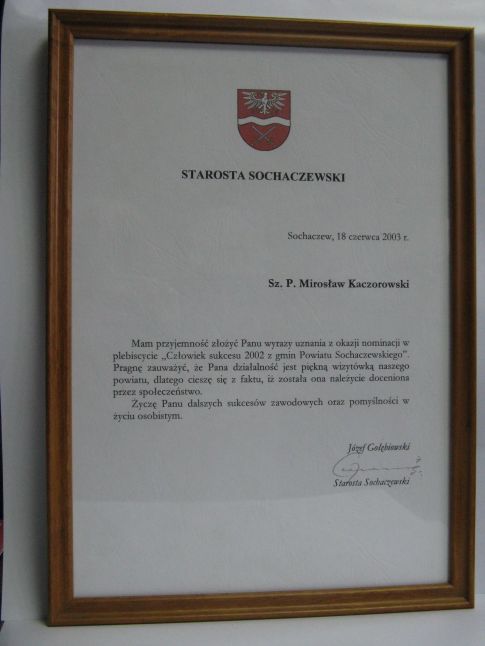 STAROSTA SOCHACZEWSKI
Sochaczew, 18 czerwca 2003 r.
Sz. P. Mirosław Kaczorowski
Mam przyjemność złożyć Panu wyrazy uznania z okazji nominacji w
plebiscycie „Człowiek sukcesu 2002 z gmin Powiatu Sochaczewskiego”.
Pragnę zauważyć, że Pana działalność jest piękną wizytówką naszego
powiatu, dlatego cieszę się z faktu, iż została ona należycie doceniona
przez społeczeństwo.
Życzę Panu dalszych sukcesów zawodowych oraz pomyślności w
życiu osobistym.
Józef Gołębiowski
Starosta Sochaczewski